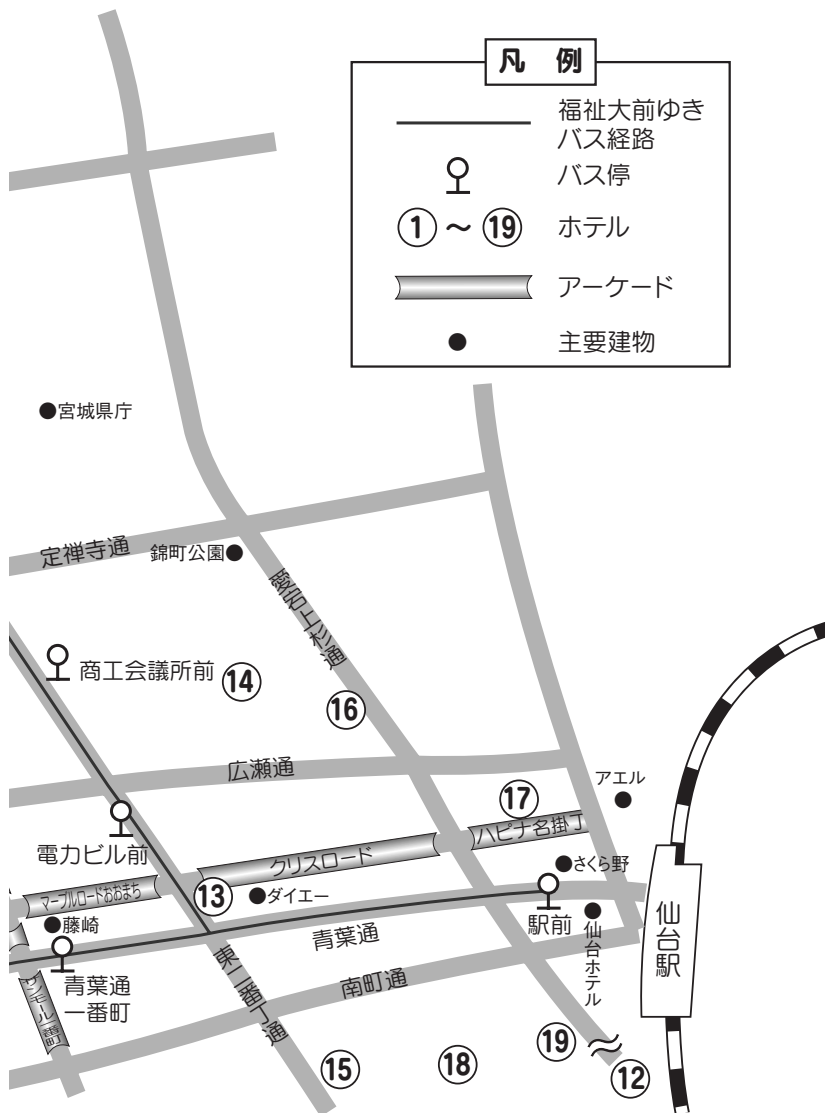 凡 例
福祉大前ゆき
バス経路
バス停
① ～ ⑲ ホテル
アーケード
主要建物
宮城県庁
定禅寺通
錦町公園
愛宕上杉通
商工会議所前
⑭
⑯
広瀬通
アエル
⑰
電力ビル前
ハピナ名掛丁
クリスロード
さくら野
マーブルロードおおまち
⑬
ダイエー
藤崎
駅前
仙台ホテル
仙台駅
青葉通
青葉通
一番町
東二番丁通
南町通
サンモール一番町
⑮
⑱
⑲
⑫